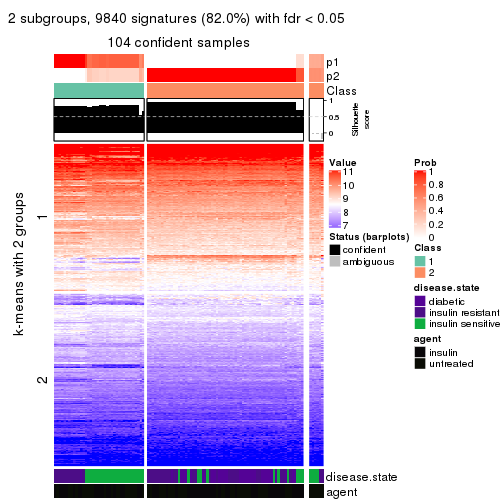 2 subgroups, 9840 signatures (82.0%) with fdr < 0.05
104 confident samples
p1
p2
Class
1
0.5
0
Silhouette
score
k-means with 2 groups
1
2
disease.state
agent
Value
11
10
9
8
7
Status (barplots)
confident
ambiguous
Prob
0.8
0.6
0.4
0.2
0
Class
1
2
disease.state
diabetic
insulin resistant
insulin sensitive
agent
insulin
untreated